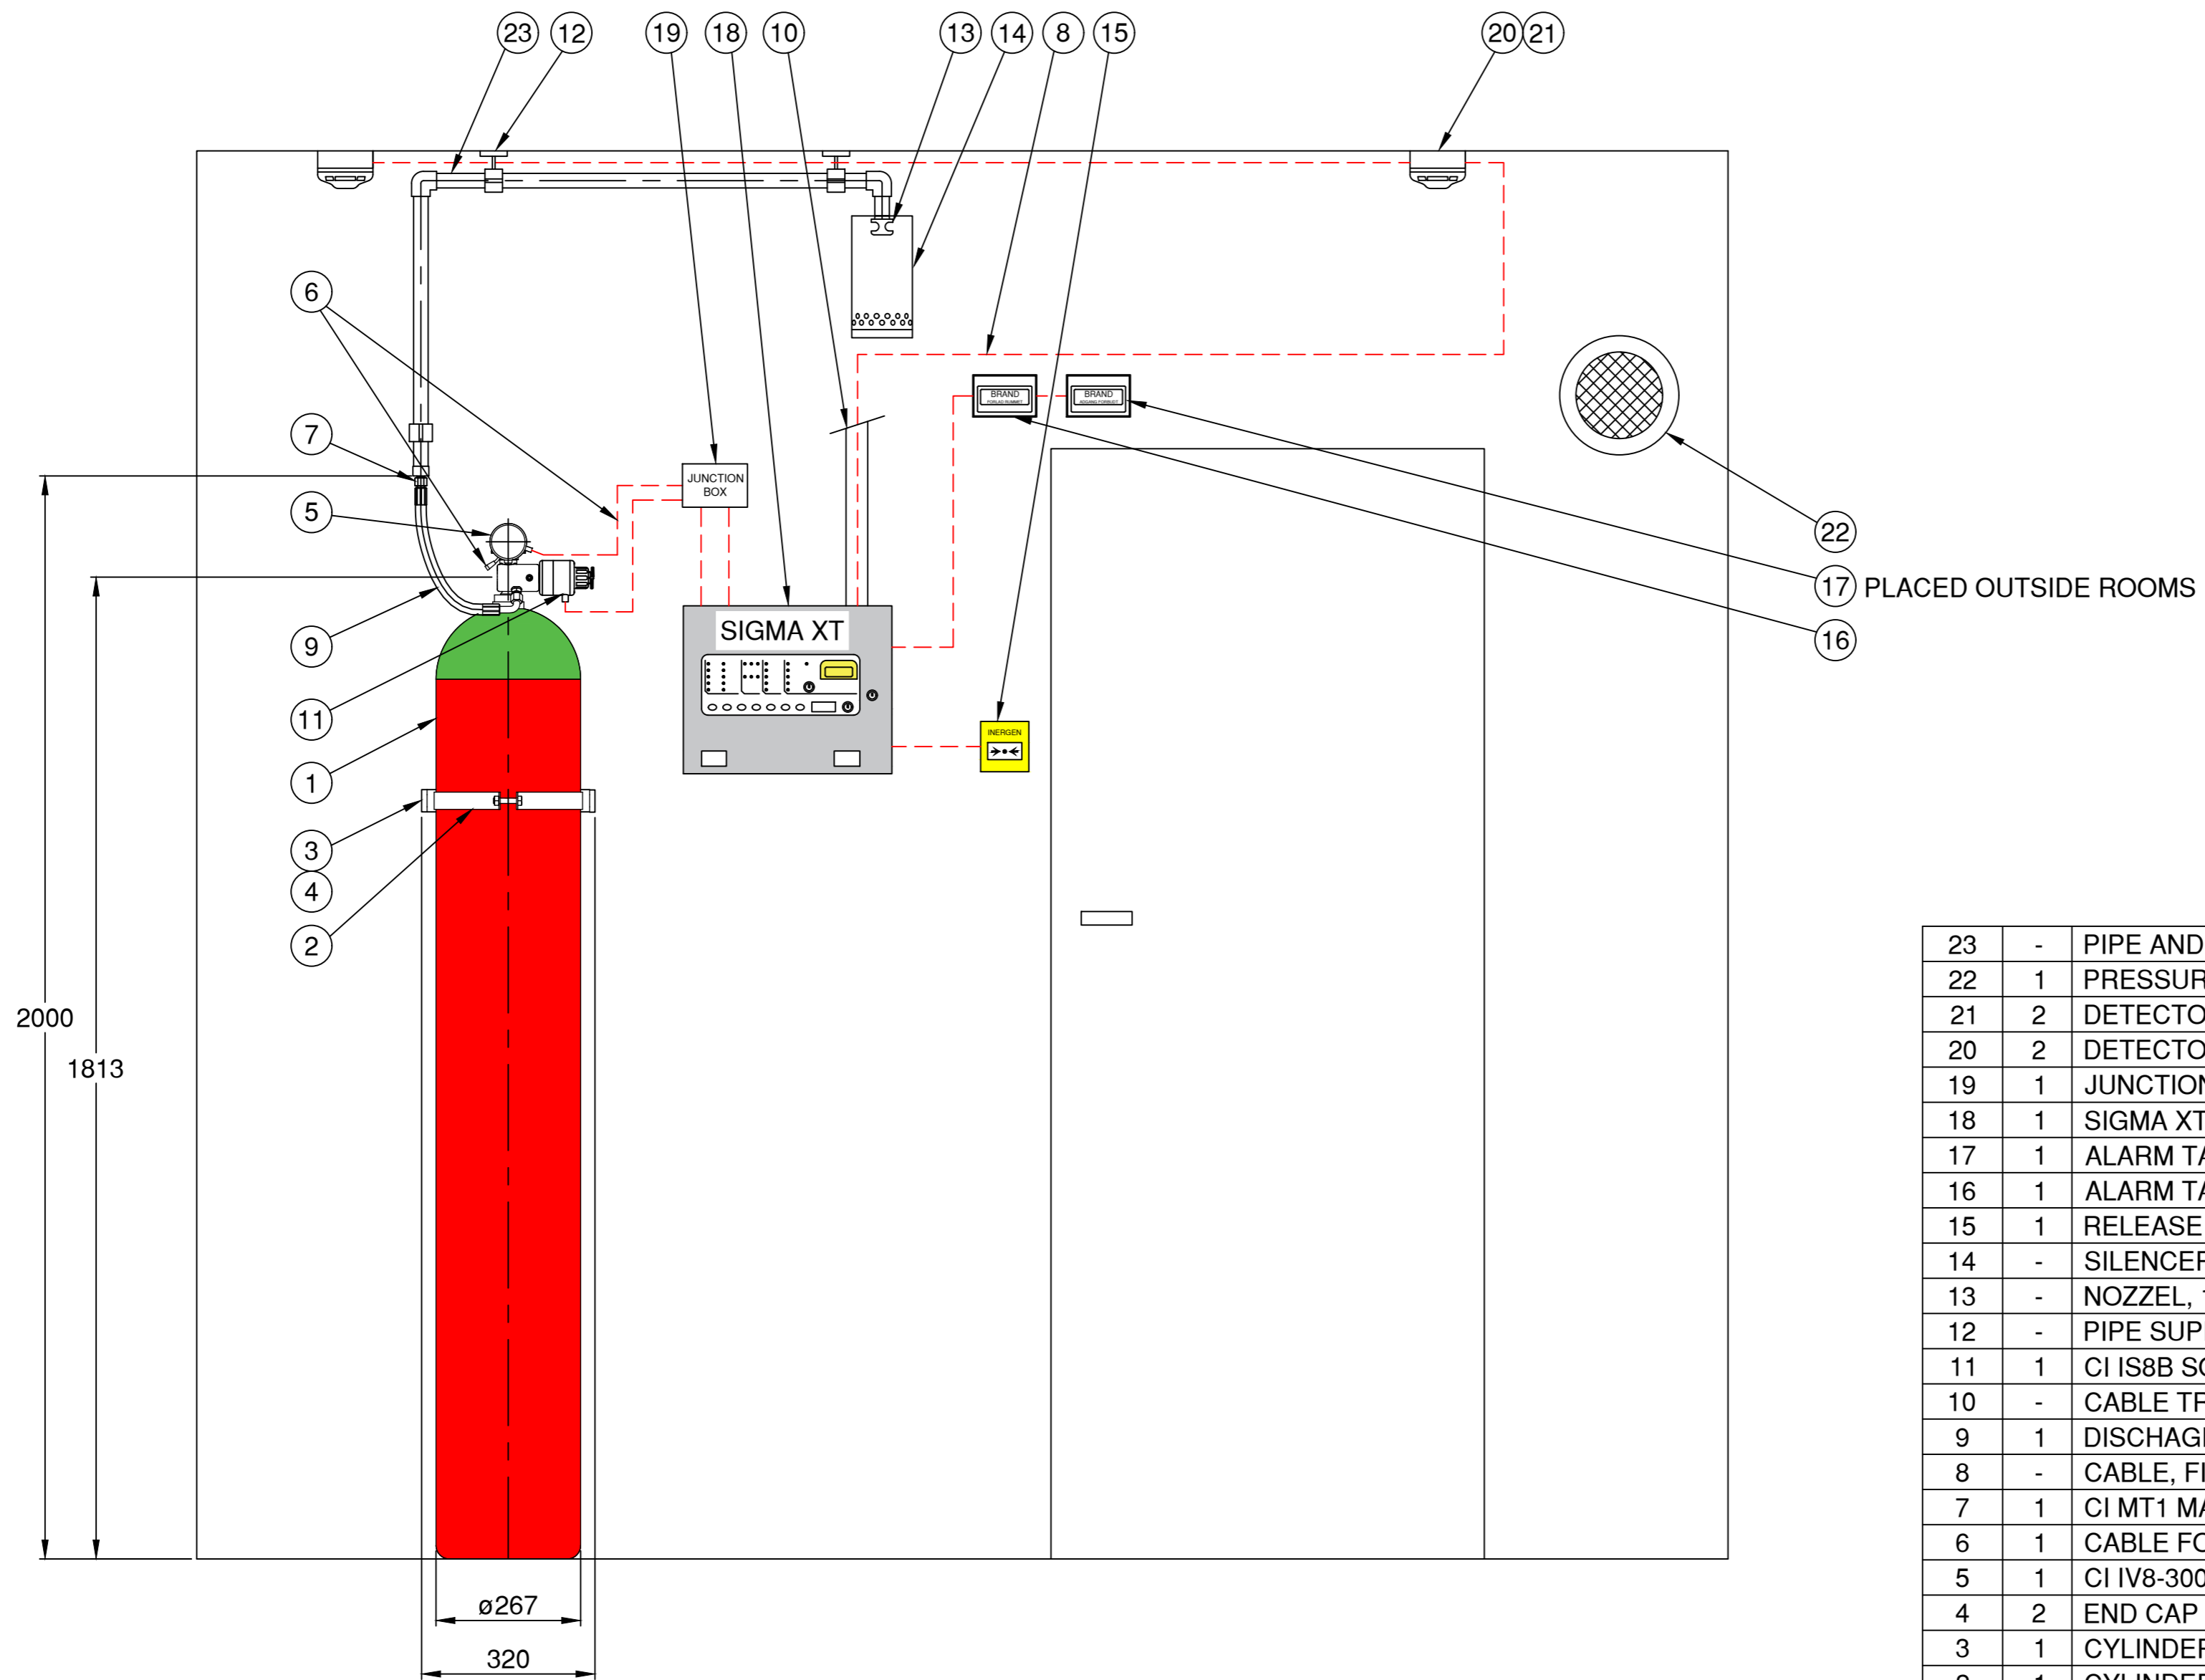 23 12 19 18 10 13 14 8 15 20 21
6
7
5
9
11
1
3
4
2
JUNCTION
BOX
SIGMA XT
INERGEN
BRAND
FORLAD RUMMET
BRAND
ADGANG FORBUDT
22
17 PLACED OUTSIDE ROOMS
16
2000
1813
ø267
320
23 - PIPE AND
22 1 PRESSUR
21 2 DETECTO
20 2 DETECTO
19 1 JUNCTION
18 1 SIGMA XT
17 1 ALARM TA
16 1 ALARM TA
15 1 RELEASE
14 - SILENCER
13 - NOZZEL,
12 - PIPE SUP
11 1 CI IS8B SO
10 - CABLE TR
9 1 DISCHAG
8 - CABLE, FI
7 1 CI MT1 MA
6 1 CABLE FO
5 1 CI IV8-300
4 2 END CAP
3 1 CYLINDER